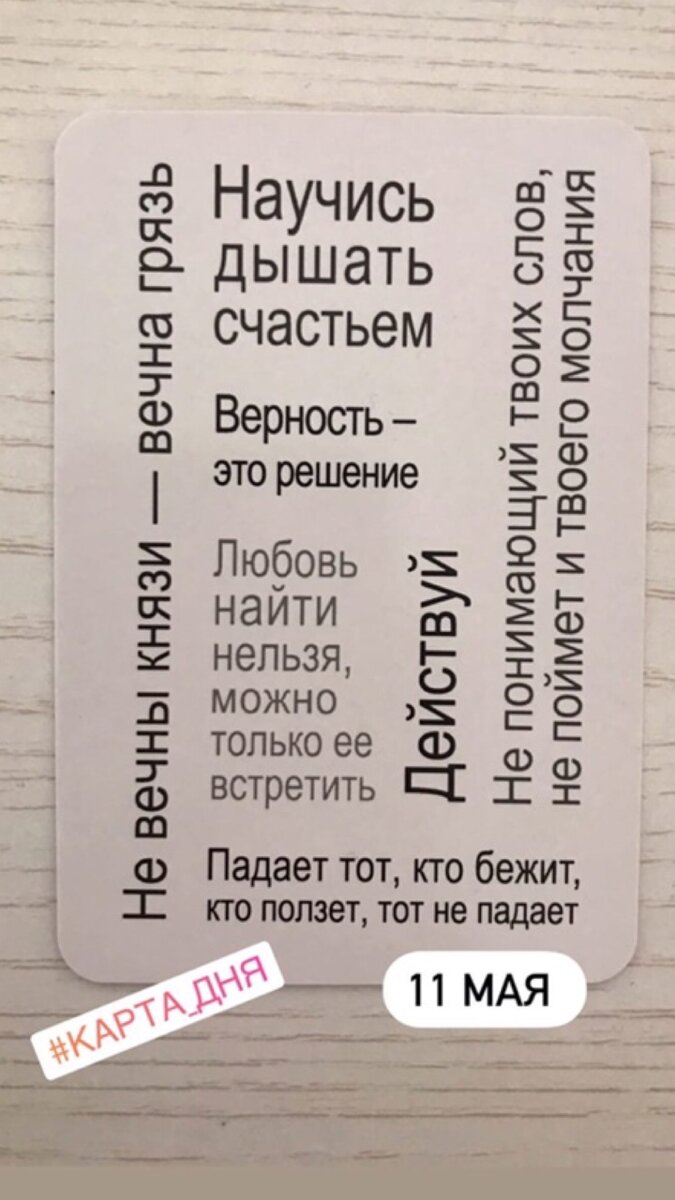 Не вечны князи — вечна грязь
Научись
дышать
счастьем
Верность –
это решение
Любовь
найти
нельзя,
можно
только ее
встретить
Действуй
Не понимающий твоих слов,
не поймет и твоего молчания
Падает тот, кто бежит,
кто ползет, тот не падает
#КАРТА_ДНЯ
11 МАЯ